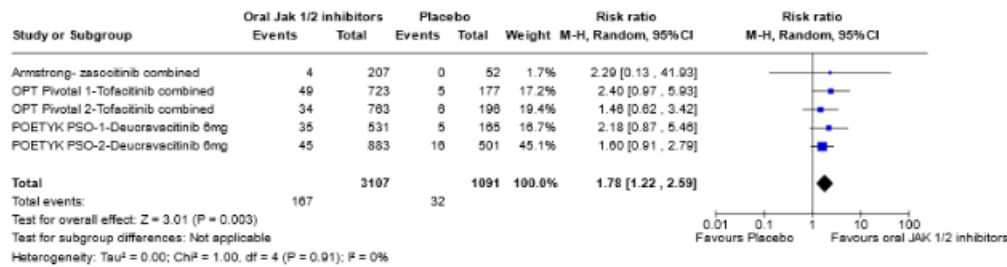 Oral Jak 1/2 inhibitors Placebo Risk ratio Risk ratio
Study or Subgroup Events Total Events Total Weight M-H, Random, 95%CI M-H, Random, 95%CI
Armstrong- zasocitinib combined 4 207 0 52 1.7% 2.29 [0.13 , 41.93]
OPT Pivotal 1-Tofacitinib combined 49 723 5 177 17.2% 2.40 [0.97 , 5.93]
OPT Pivotal 2-Tofacitinib combined 34 763 6 196 19.4% 1.46 [0.62 , 3.42]
POETYK PSO-1-Deucravacitinib 6mg 35 531 5 165 16.7% 2.18 [0.87 , 5.46]
POETYK PSO-2-Deucravacitinib 6mg 45 883 16 501 45.1% 1.60 [0.91 , 2.79]
Total 3107 1091 100.0% 1.78 [1.22 , 2.59]
Total events: 167 32
Test for overall effect: Z = 3.01 (P = 0.003)
0.01 0.1 1 10 100
Test for subgroup differences: Not applicable
Favours Placebo Favours oral JAK 1/2 inhibitors
Heterogeneity: Tau² = 0.00; Chi² = 1.00, df = 4 (P = 0.91); I² = 0%